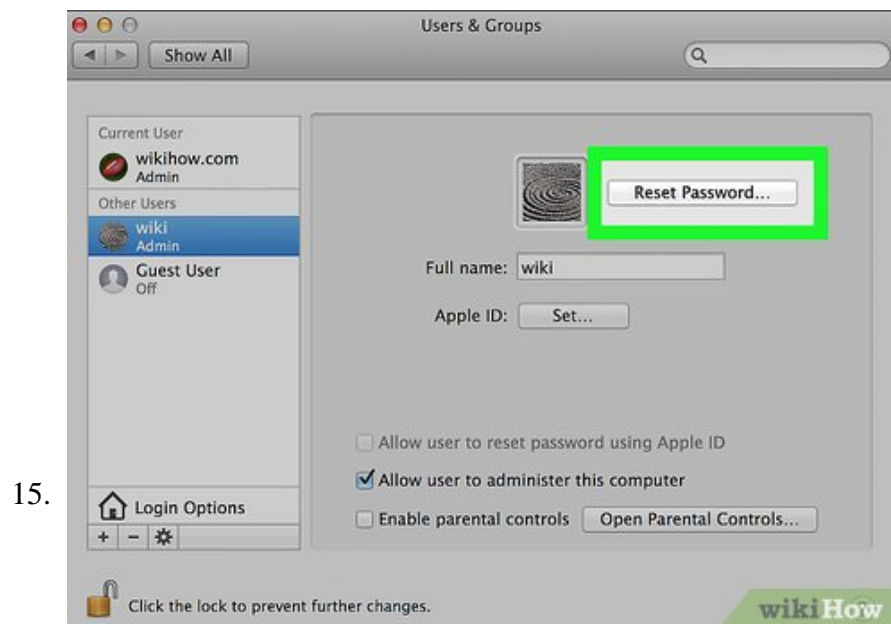 Users & Groups
Show All
Current User
wikihow.com
Admin
Other Users
wiki
Admin
Guest User
Off
Login Options
+ -
Reset Password...
Full name: wiki
Apple ID: Set...
Allow user to reset password using Apple ID
Allow user to administer this computer
Enable parental controls Open Parental Controls...
15.
Click the lock to prevent further changes.
wikiHow